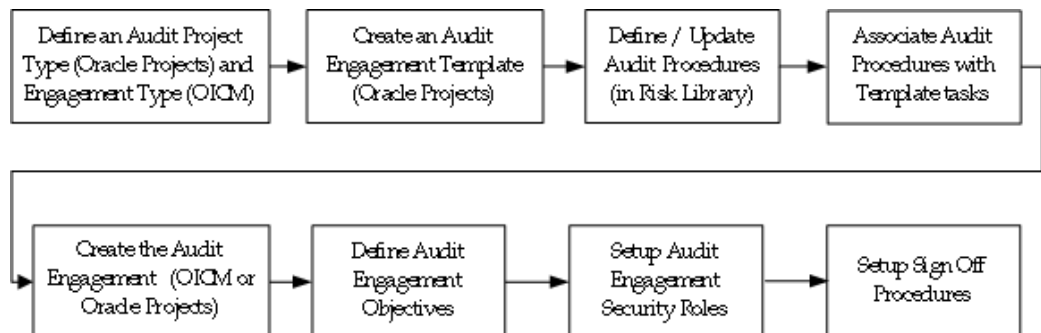 Define an Audit Project
Type (Oracle Projects) and
Engagement Type (OICM)
Create an Audit
Engagement Template
(Oracle Projects)
Define / Update
Audit Procedures
(in Risk Library)
Associate Audit
Procedures with
Template tasks
Create the Audit
Engagement (OICM or
Oracle Projects)
Define Audit
Engagement
Objectives
Setup Audit
Engagement
Security Roles
Setup Sign Off
Procedures